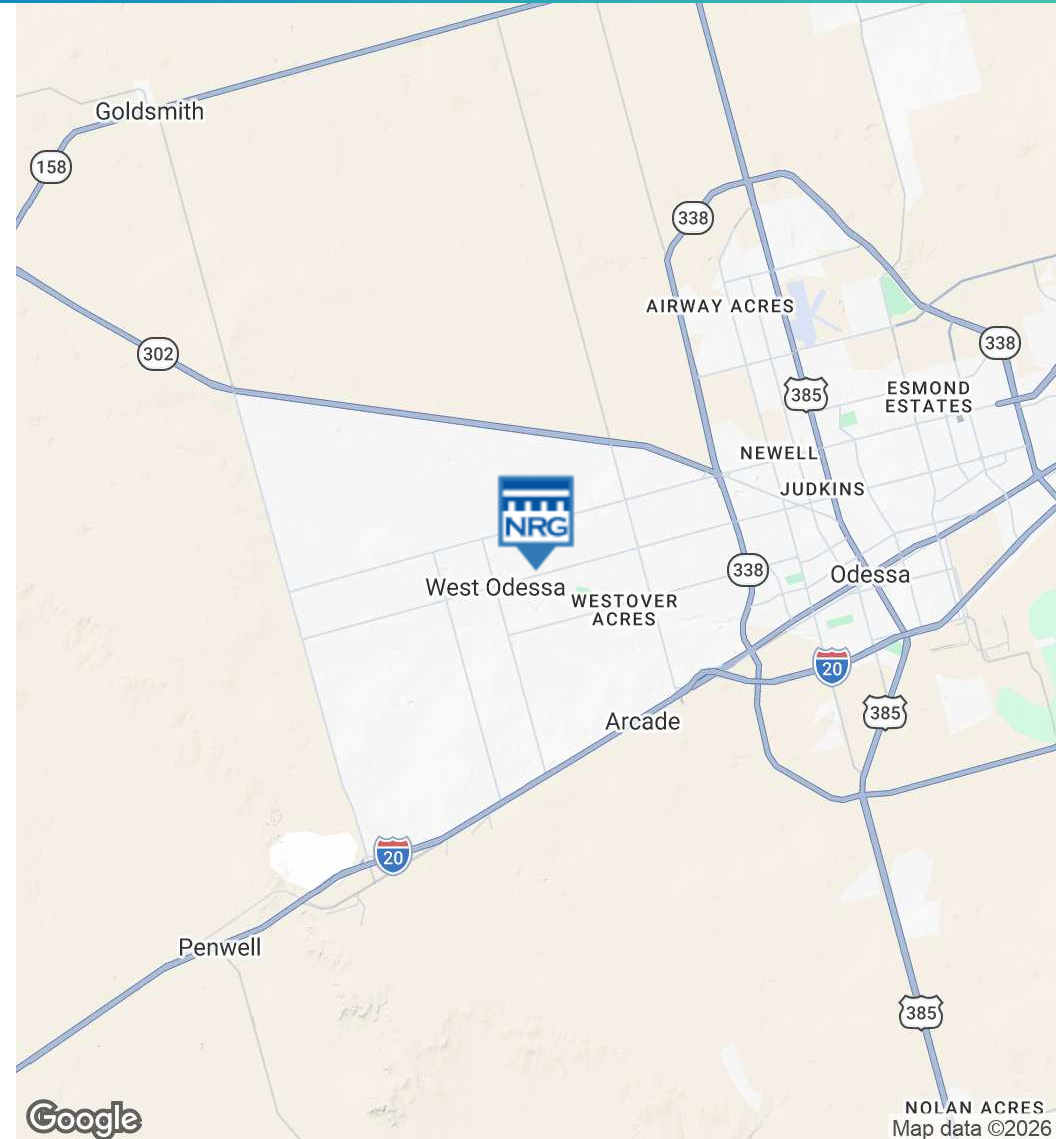 Goldsmith
158
338
AIRWAY ACRES
338
302
385
ESMOND
ESTATES
NEWELL
JUDKINS
NRG
338
Odessa
West Odessa
WESTOVER
ACRES
20
385
Arcade
20
Penwell
385
NOLAN ACRES
Google
Map data ©2026